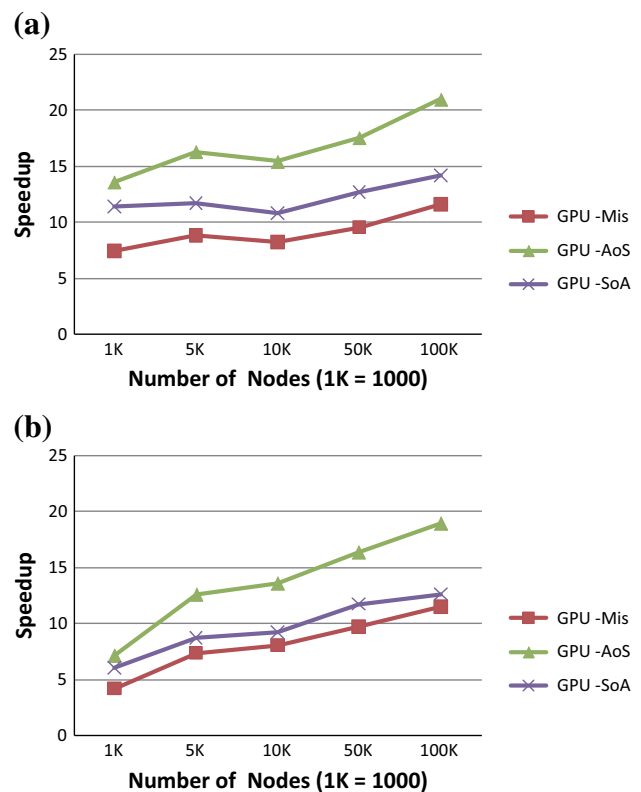 (a)
25
20
15
10
5
0
Speedup
1K 5K 10K 50K 100K
Number of Nodes (1K = 1000)
GPU -Mis
GPU -AoS
GPU -SoA
(b)
25
20
15
10
5
0
Speedup
1K 5K 10K 50K 100K
Number of Nodes (1K = 1000)
GPU -Mis
GPU -AoS
GPU -SoA